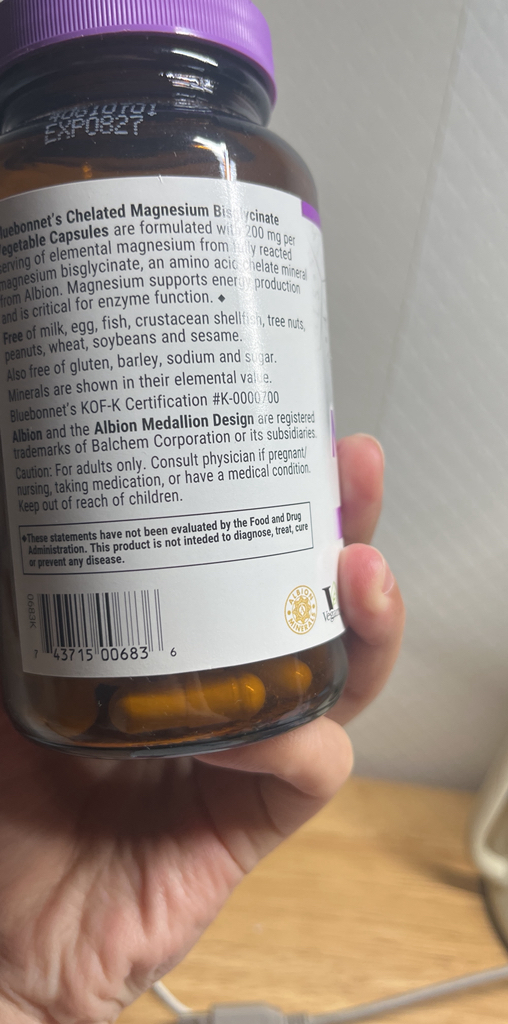 EXP0827
luebonnet's Chelated Magnesium Bisglycinate
Vegetable Capsules are formulated with 200 mg per
serving of elemental magnesium from fully reacted
magnesium bisglycinate, an amino acid chelate mineral
from Albion. Magnesium supports energy production
and is critical for enzyme function. ◆
Free of milk, egg, fish, crustacean shellfish, tree nuts,
peanuts, wheat, soybeans and sesame.
Also free of gluten, barley, sodium and sugar.
Minerals are shown in their elemental value.
Bluebonnet's KOF-K Certification #K-0000700
Albion and the Albion Medallion Design are registered
trademarks of Balchem Corporation or its subsidiaries.
Caution: For adults only. Consult physician if pregnant/
nursing, taking medication, or have a medical condition.
Keep out of reach of children.
◆These statements have not been evaluated by the Food and Drug
Administration. This product is not inteded to diagnose, treat, cure
or prevent any disease.
0683K
7 43715 00683 6
ALBION MINERALS